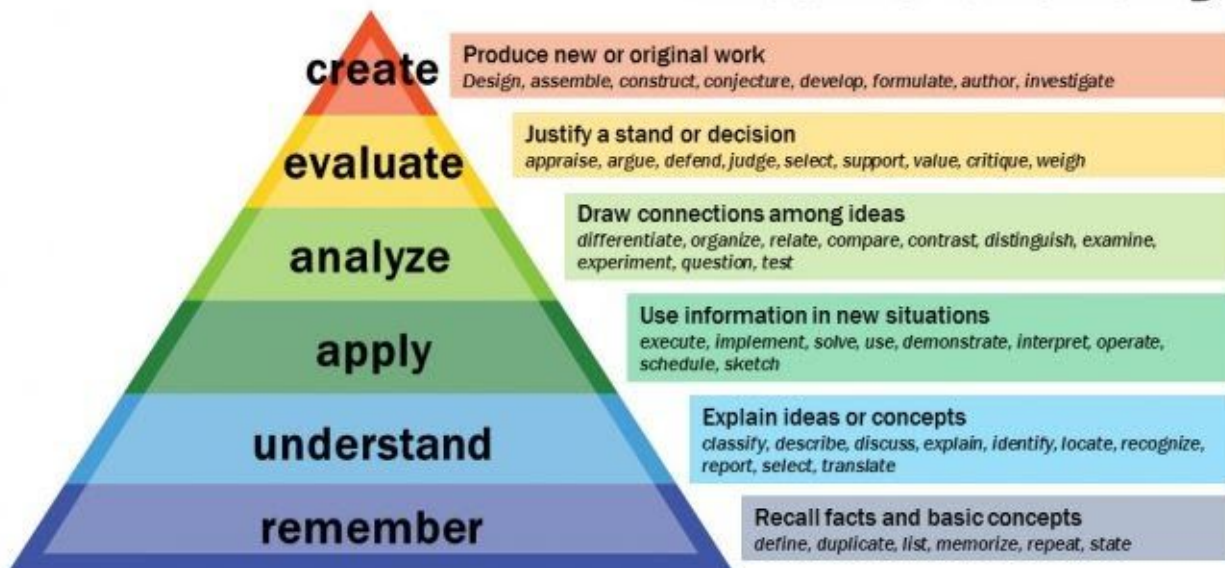 create
Produce new or original work
Design, assemble, construct, conjecture, develop, formulate, author, investigate
evaluate
Justify a stand or decision
appraise, argue, defend, judge, select, support, value, critique, weigh
analyze
Draw connections among ideas
differentiate, organize, relate, compare, contrast, distinguish, examine,
experiment, question, test
apply
Use information in new situations
execute, implement, solve, use, demonstrate, interpret, operate,
schedule, sketch
understand
Explain ideas or concepts
classify, describe, discuss, explain, identify, locate, recognize,
report, select, translate
remember
Recall facts and basic concepts
define, duplicate, list, memorize, repeat, state